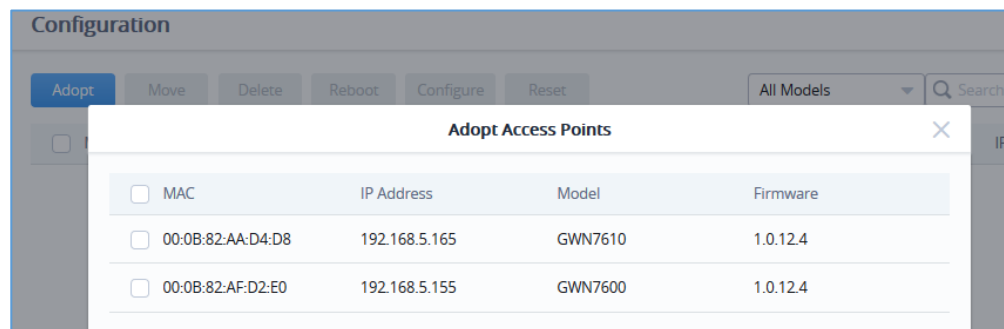 Configuration
Adopt Move Delete Reboot Configure Reset All Models Search
Adopt Access Points
MAC IP Address Model Firmware
00:0B:82:AA:D4:D8 192.168.5.165 GWN7610 1.0.12.4
00:0B:82:AF:D2:E0 192.168.5.155 GWN7600 1.0.12.4